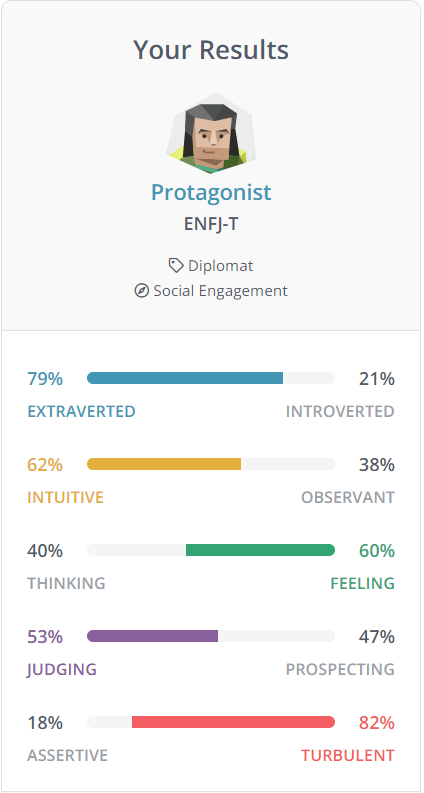 Your Results
Protagonist
ENFJ-T
Diplomat
Social Engagement
79% 21%
EXTRAVERTED INTROVERTED
62% 38%
INTUITIVE OBSERVANT
40% 60%
THINKING FEELING
53% 47%
JUDGING PROSPECTING
18% 82%
ASSERTIVE TURBULENT